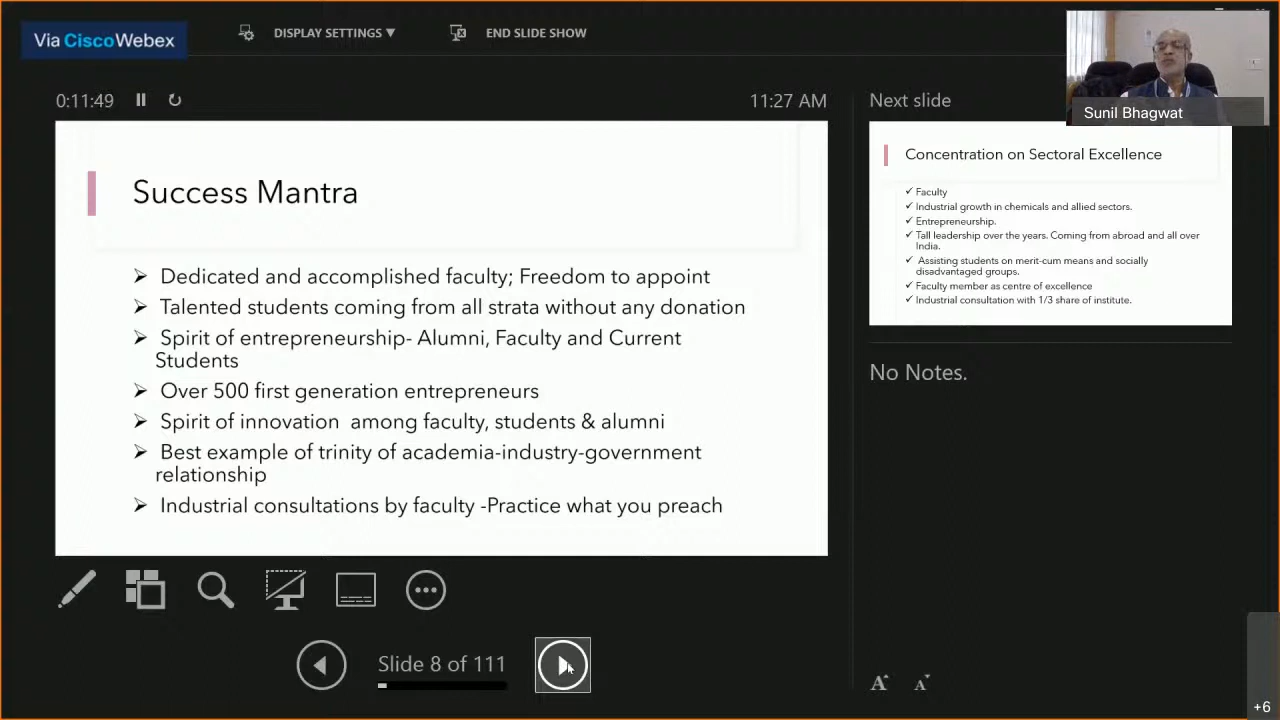 Via CiscoWebex
DISPLAY SETTINGS ▼
END SLIDE SHOW
Sunil Bhagwat
0:11:49
11:27 AM
Success Mantra
➢ Dedicated and accomplished faculty; Freedom to appoint
➢ Talented students coming from all strata without any donation
➢ Spirit of entrepreneurship- Alumni, Faculty and Current
Students
➢ Over 500 first generation entrepreneurs
➢ Spirit of innovation among faculty, students & alumni
➢ Best example of trinity of academia-industry-government
relationship
➢ Industrial consultations by faculty -Practice what you preach
Next slide
Concentration on Sectoral Excellence
✓ Faculty
✓ Industrial growth in chemicals and allied sectors.
✓ Entrepreneurship.
✓ Tall leadership over the years. Coming from abroad and all over
India.
✓ Assisting students on merit-cum means and socially
disadvantaged groups.
✓ Faculty member as centre of excellence
✓ Industrial consultation with 1/3 share of institute.
No Notes.
Slide 8 of 111
A A
+6